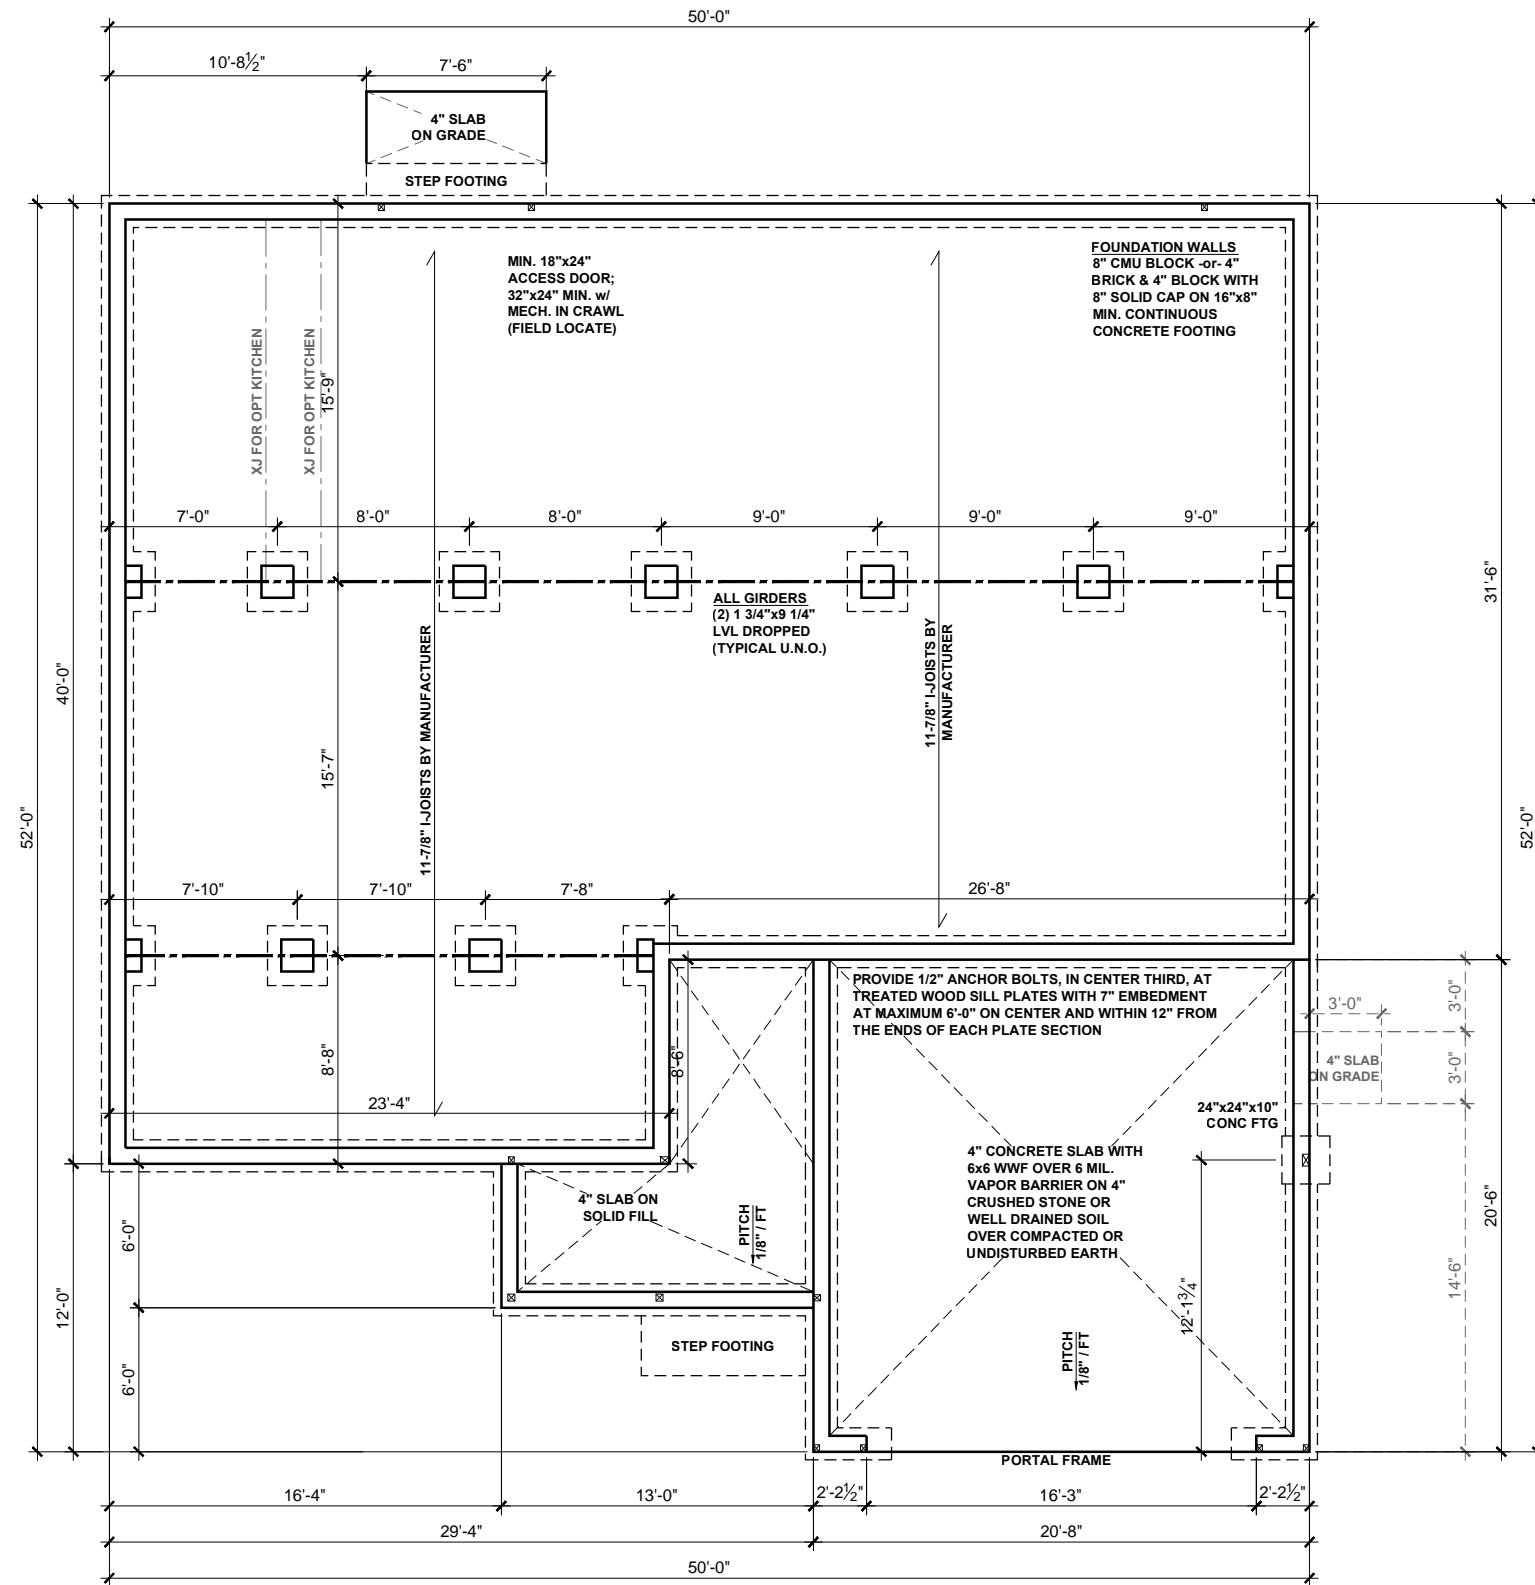 50'-0"
10'-8½"
7'-6"
4" SLAB
ON GRADE
STEP FOOTING
MIN. 18"x24"
ACCESS DOOR;
32"x24" MIN. w/
MECH. IN CRAWL
(FIELD LOCATE)
FOUNDATION WALLS
8" CMU BLOCK -or- 4"
BRICK & 4" BLOCK WITH
8" SOLID CAP ON 16"x8"
MIN. CONTINUOUS
CONCRETE FOOTING
XJ FOR OPT KITCHEN
XJ FOR OPT KITCHEN
15'-9"
7'-0"
8'-0"
8'-0"
9'-0"
9'-0"
9'-0"
31'-6"
ALL GIRDERS
(2) 1 3/4"x9 1/4"
LVL DROPPED
(TYPICAL U.N.O.)
40'-0"
11-7/8" I-JOISTS BY MANUFACTURER
11-7/8" I-JOISTS BY
MANUFACTURER
15'-7"
52'-0"
52'-0"
7'-10"
7'-10"
7'-8"
26'-8"
PROVIDE 1/2" ANCHOR BOLTS, IN CENTER THIRD, AT
TREATED WOOD SILL PLATES WITH 7" EMBEDMENT
AT MAXIMUM 6'-0" ON CENTER AND WITHIN 12" FROM
THE ENDS OF EACH PLATE SECTION
3'-0"
3'-0"
8'-8"
8'-6"
4" SLAB
ON GRADE
3'-0"
23'-4"
24"x24"x10"
CONC FTG
4" CONCRETE SLAB WITH
6x6 WWF OVER 6 MIL.
VAPOR BARRIER ON 4"
CRUSHED STONE OR
WELL DRAINED SOIL
OVER COMPACTED OR
UNDISTURBED EARTH
4" SLAB ON
SOLID FILL
PITCH
1/8" / FT
6'-0"
20'-6"
14'-6"
12'-1¾"
12'-0"
STEP FOOTING
PITCH
1/8" / FT
6'-0"
PORTAL FRAME
16'-4"
13'-0"
2'-2½"
16'-3"
2'-2½"
29'-4"
20'-8"
50'-0"